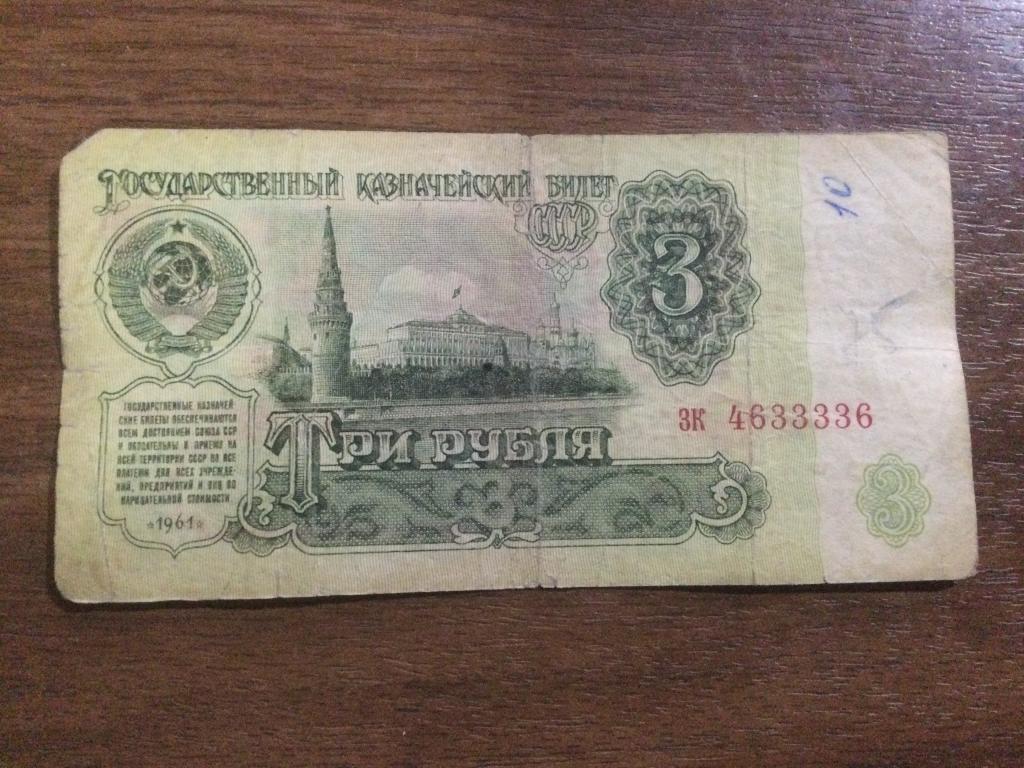 Государственный казначейский билет
СССР
3
10
Государственные казначей-
ские билеты обеспечиваются
всем достоянием Союза ССР
и обязательны к приему на
всей территории СССР во все
платежи для всех учрежде-
ний, предприятий и лиц по
нарицательной стоимости.
1961
Три рубля
зк 4633336
3
3